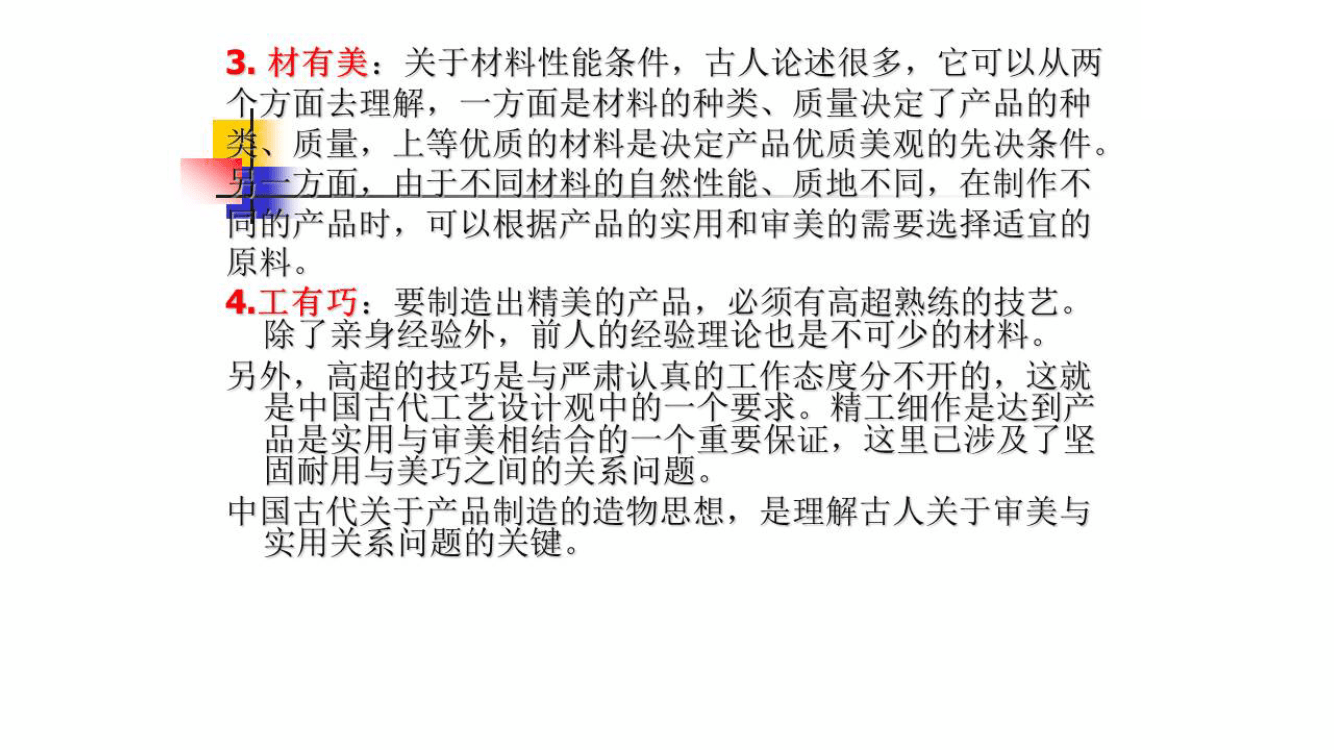 3. 材有美：关于材料性能条件，古人论述很多，它可以从两
个方面去理解，一方面是材料的种类、质量决定了产品的种
类、质量，上等优质的材料是决定产品优质美观的先决条件。
另一方面，由于不同材料的自然性能、质地不同，在制作不
同的产品时，可以根据产品的实用和审美的需要选择适宜的
原料。
4.工有巧：要制造出精美的产品，必须有高超熟练的技艺。
除了亲身经验外，前人的经验理论也是不可少的材料。
另外，高超的技巧是与严肃认真的工作态度分不开的，这就
是中国古代工艺设计观中的一个要求。精工细作是达到产
品是实用与审美相结合的一个重要保证，这里已涉及了坚
固耐用与美巧之间的关系问题。
中国古代关于产品制造的造物思想，是理解古人关于审美与
实用关系问题的关键。